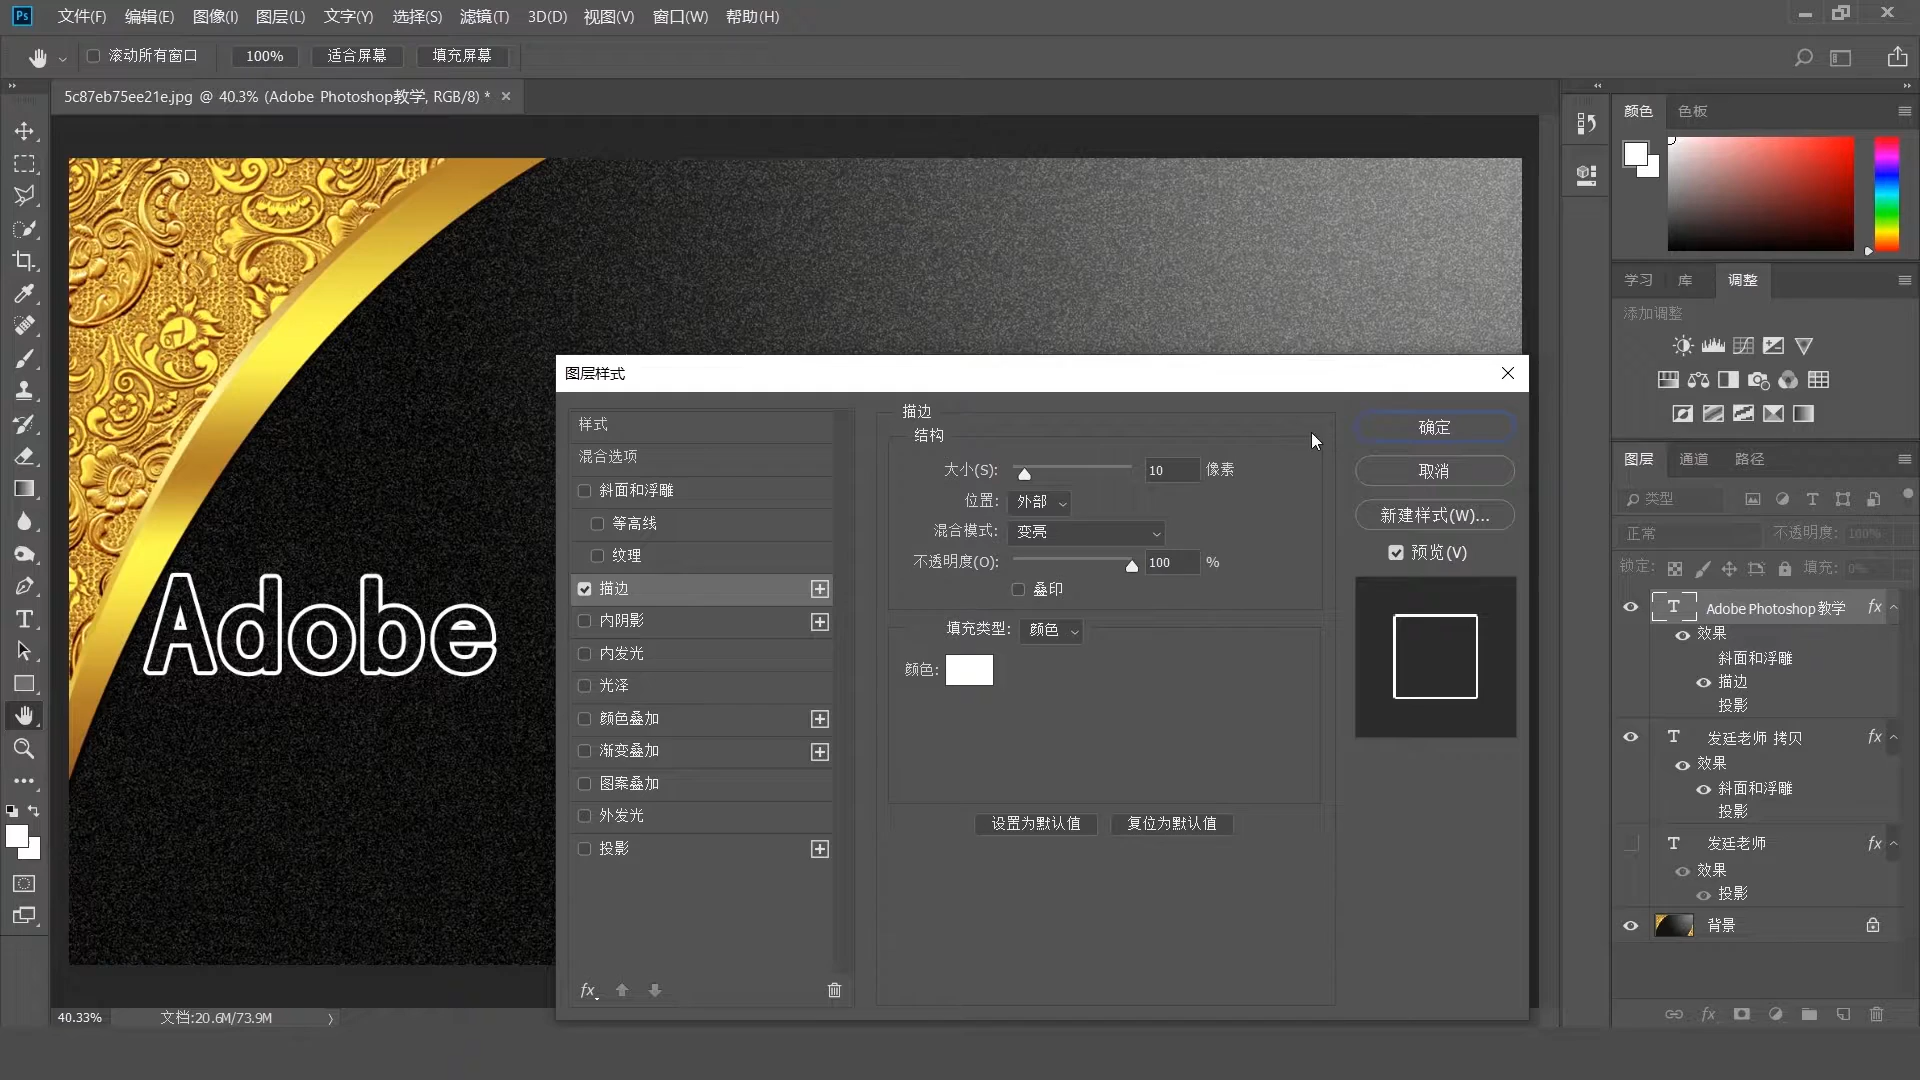 Ps 文件(F) 编辑(E) 图像(I) 图层(L) 文字(Y) 选择(S) 滤镜(T) 3D(D) 视图(V) 窗口(W) 帮助(H)
滚动所有窗口 100% 适合屏幕 填充屏幕
5c87eb75ee21e.jpg @ 40.3% (Adobe Photoshop教学, RGB/8) *
Adobe
40.33% 文档:20.6M/73.9M
图层样式
样式
混合选项
斜面和浮雕
等高线
纹理
描边
内阴影
内发光
光泽
颜色叠加
渐变叠加
图案叠加
外发光
投影
fx
描边
结构
大小(S): 10 像素
位置: 外部
混合模式: 变亮
不透明度(O): 100 %
叠印
填充类型: 颜色
颜色:
设置为默认值 复位为默认值
确定
取消
新建样式(W)...
预览(V)
颜色 色板
学习 库 调整
添加调整
图层 通道 路径
类型
正常 不透明度: 100%
锁定: 填充: 0%
T Adobe Photoshop 教学 fx
效果
斜面和浮雕
描边
投影
T 发廷老师 拷贝 fx
效果
斜面和浮雕
投影
T 发廷老师 fx
效果
投影
背景
fx